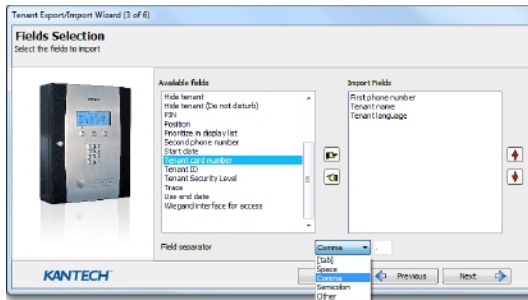 Tenant Export/Import Wizard (3 of 6)
Fields Selection
Select the fields to import
Available fields
Hide tenant
Hide tenant (Do not disturb)
PIN
Position
Prioritize in display list
Second phone number
Start date
Tenant card number
Tenant ID
Tenant Security Level
Trace
Use end date
Wiegand interface for access
Import Fields
First phone number
Tenant name
Tenant language
Field separator
Comma
[tab]
Space
Comma
Semicolon
Other
KANTECH
Previous
Next